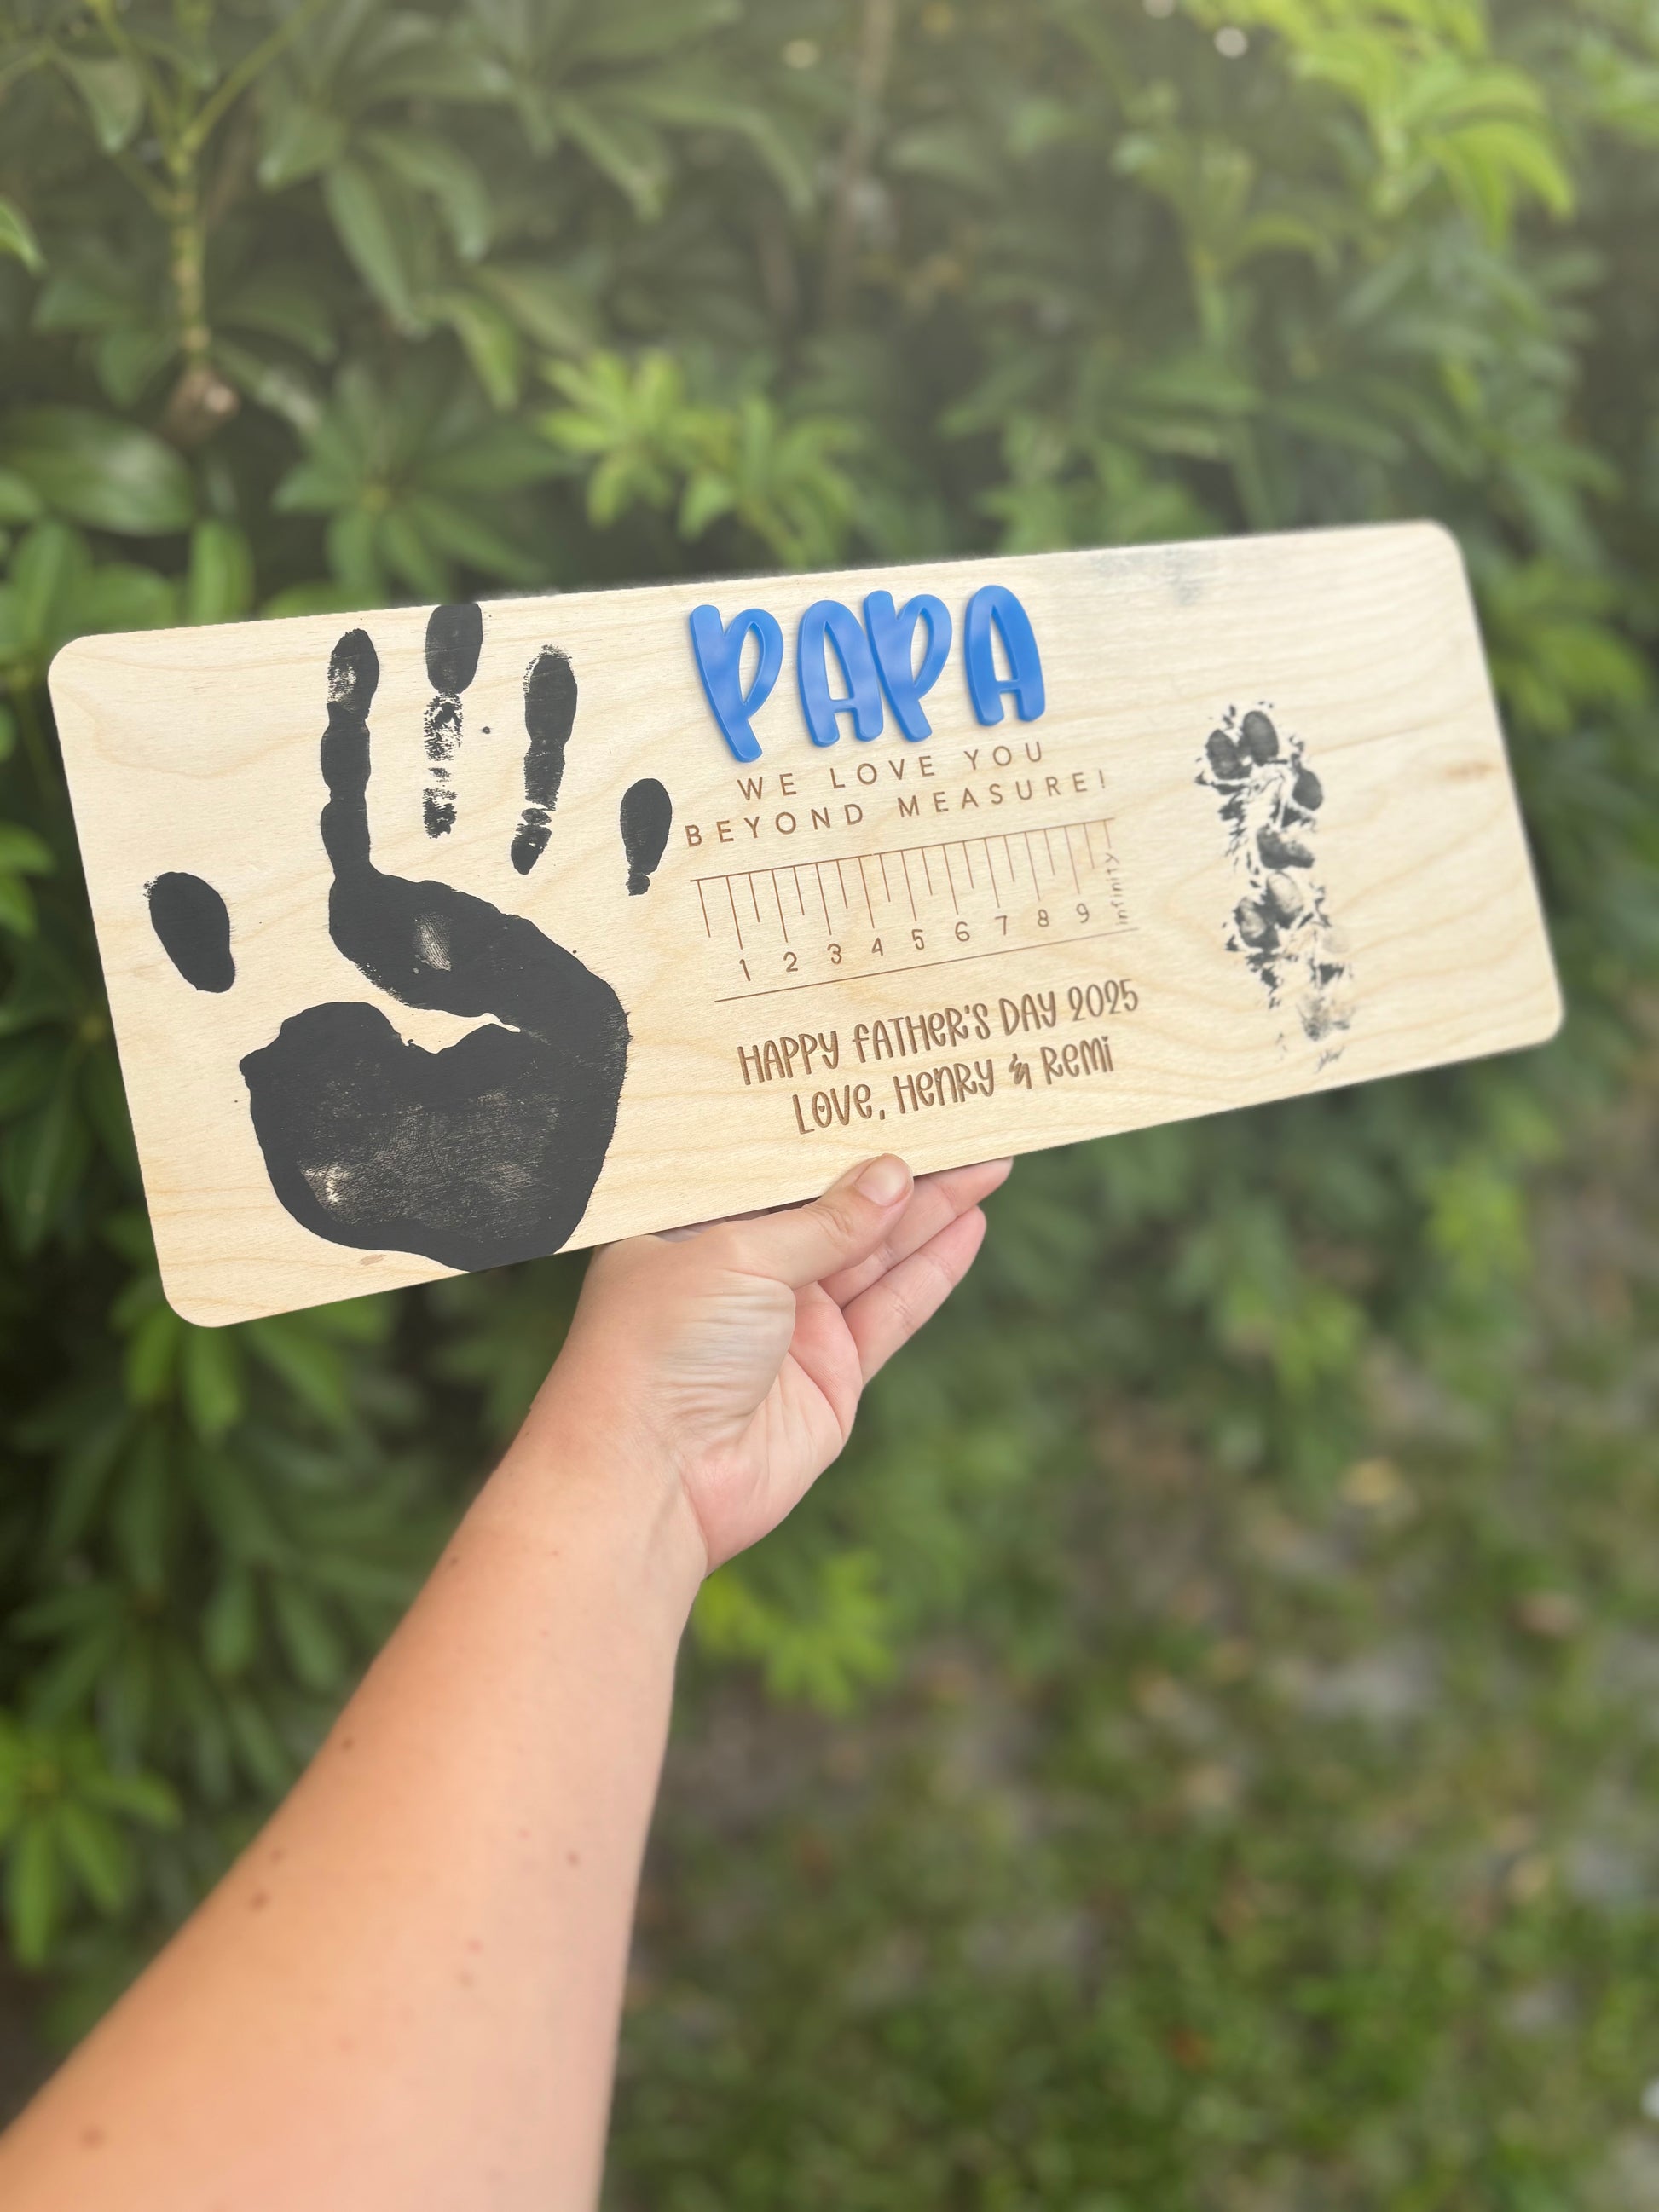 PAPA
WE LOVE YOU
BEYOND MEASURE!
1 2 3 4 5 6 7 8 9 infinity
HAPPY FATHER'S DAY 2025
LOVE, HENRY & REMI